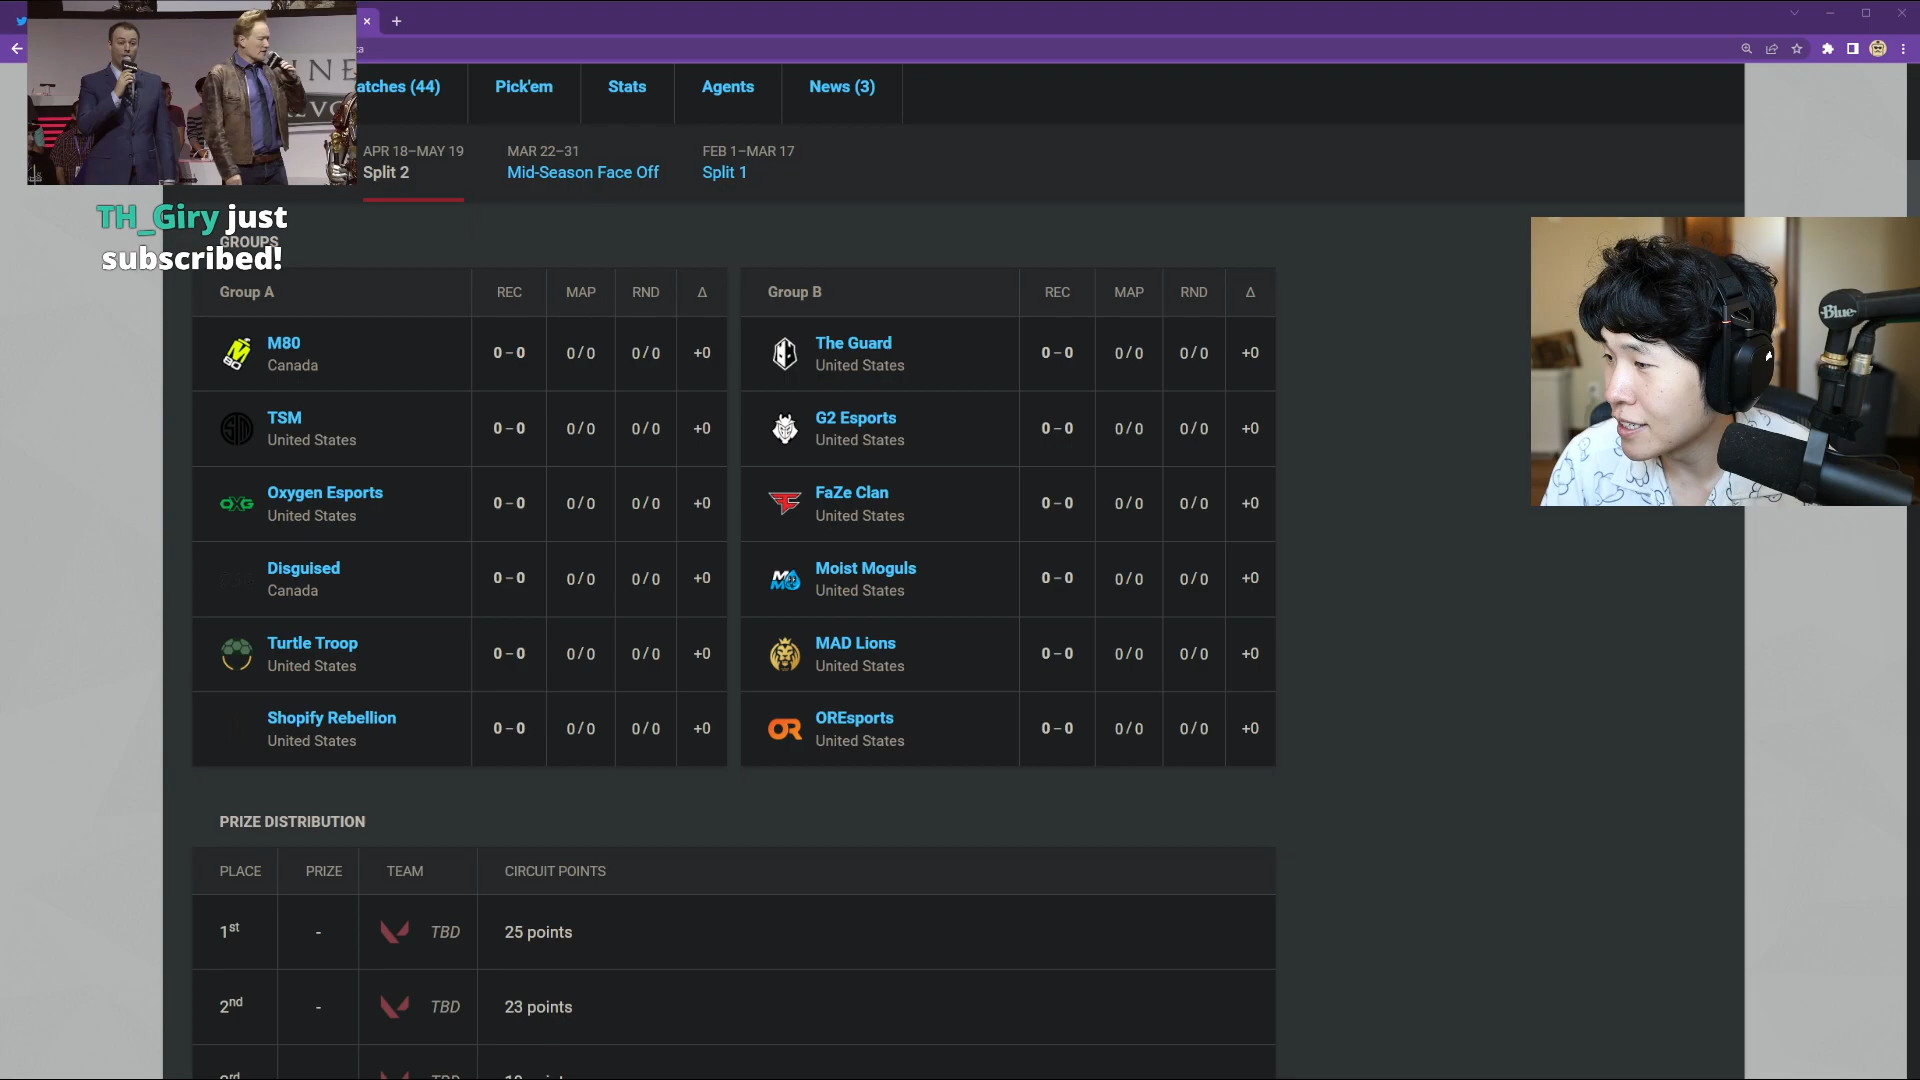 atches (44)
Pick'em
Stats
Agents
News (3)
APR 18–MAY 19
Split 2
MAR 22–31
Mid-Season Face Off
FEB 1–MAR 17
Split 1
TH_Giry just
subscribed!
GROUPS
Group A REC MAP RND Δ
M80 0–0 0/0 0/0 +0
Canada
TSM 0–0 0/0 0/0 +0
United States
Oxygen Esports 0–0 0/0 0/0 +0
United States
Disguised 0–0 0/0 0/0 +0
Canada
Turtle Troop 0–0 0/0 0/0 +0
United States
Shopify Rebellion 0–0 0/0 0/0 +0
United States
Group B REC MAP RND Δ
The Guard 0–0 0/0 0/0 +0
United States
G2 Esports 0–0 0/0 0/0 +0
United States
FaZe Clan 0–0 0/0 0/0 +0
United States
Moist Moguls 0–0 0/0 0/0 +0
United States
MAD Lions 0–0 0/0 0/0 +0
United States
OREsports 0–0 0/0 0/0 +0
United States
PRIZE DISTRIBUTION
PLACE PRIZE TEAM CIRCUIT POINTS
1st - TBD 25 points
2nd - TBD 23 points
Blue